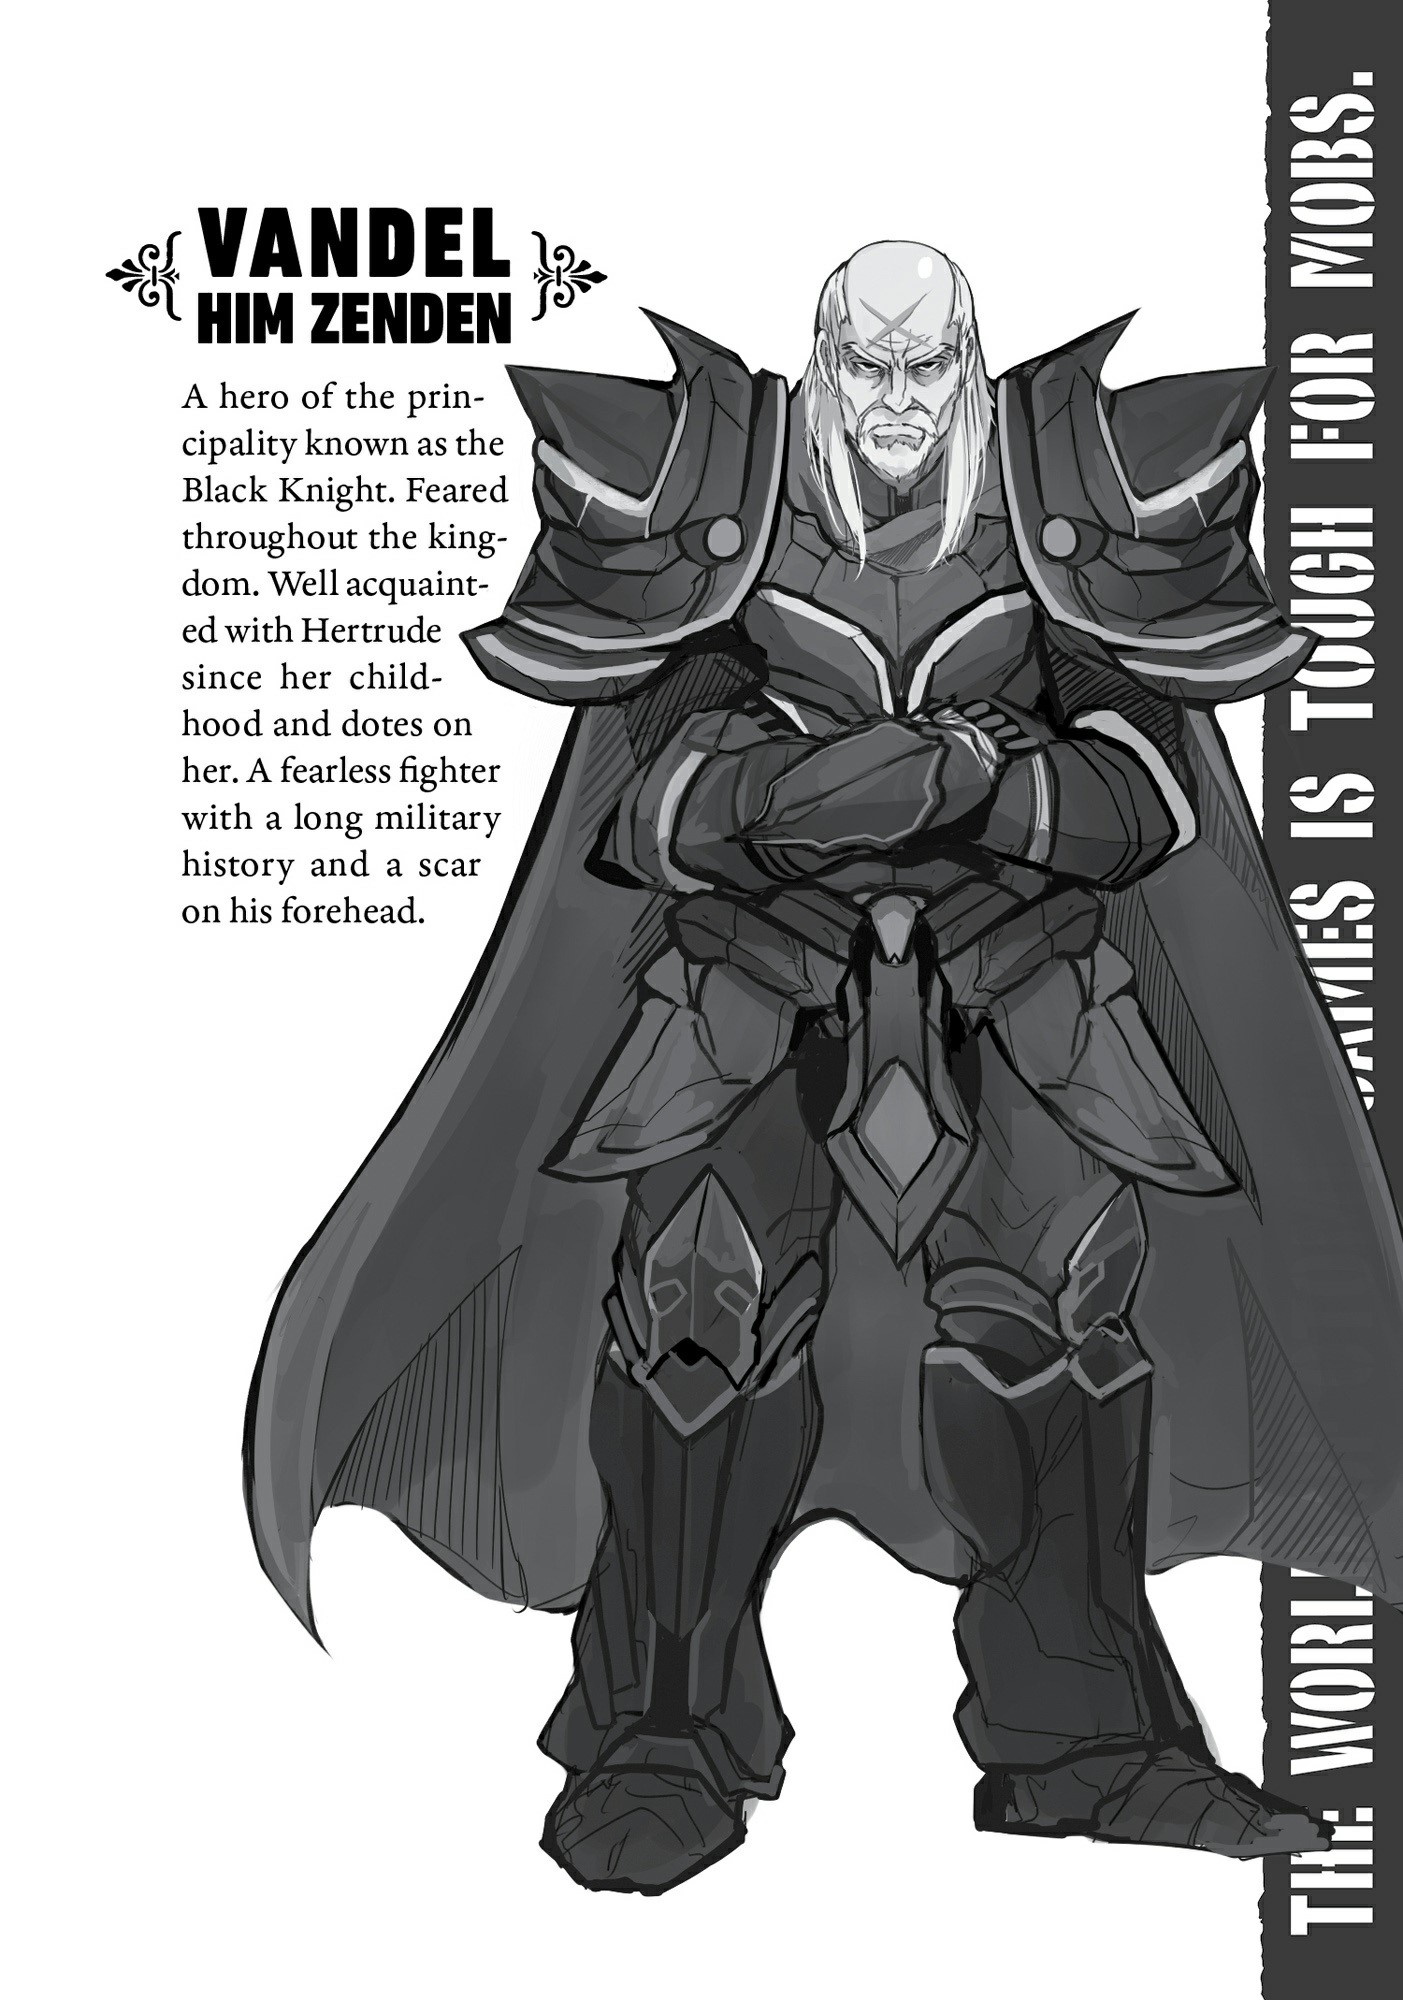 VANDEL
HIM ZENDEN
A hero of the prin-
cipality known as the
Black Knight. Feared
throughout the king-
dom. Well acquaint-
ed with Hertrude
since her child-
hood and dotes on
her. A fearless fighter
with a long military
history and a scar
on his forehead.
THE WORL GAMES IS TOUGH FOR MOBS.